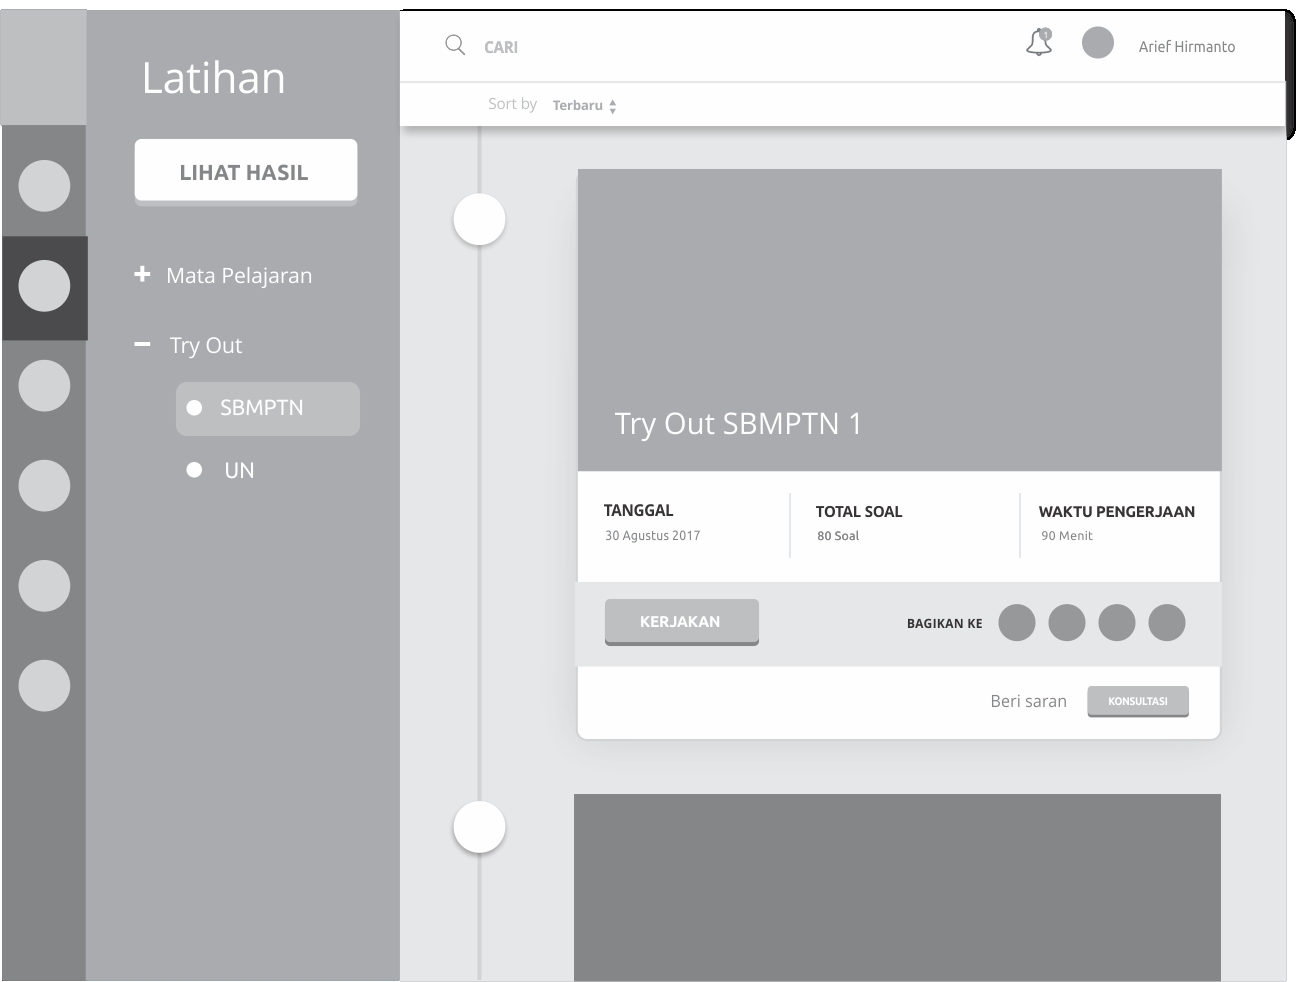 Latihan
LIHAT HASIL
Mata Pelajaran
Try Out
SBMPTN
UN
CARI
1
Arief Hirmanto
Sort by Terbaru
Try Out SBMPTN 1
TANGGAL
30 Agustus 2017
TOTAL SOAL
80 Soal
WAKTU PENGERJAAN
90 Menit
KERJAKAN
BAGIKAN KE
Beri saran
KONSULTASI